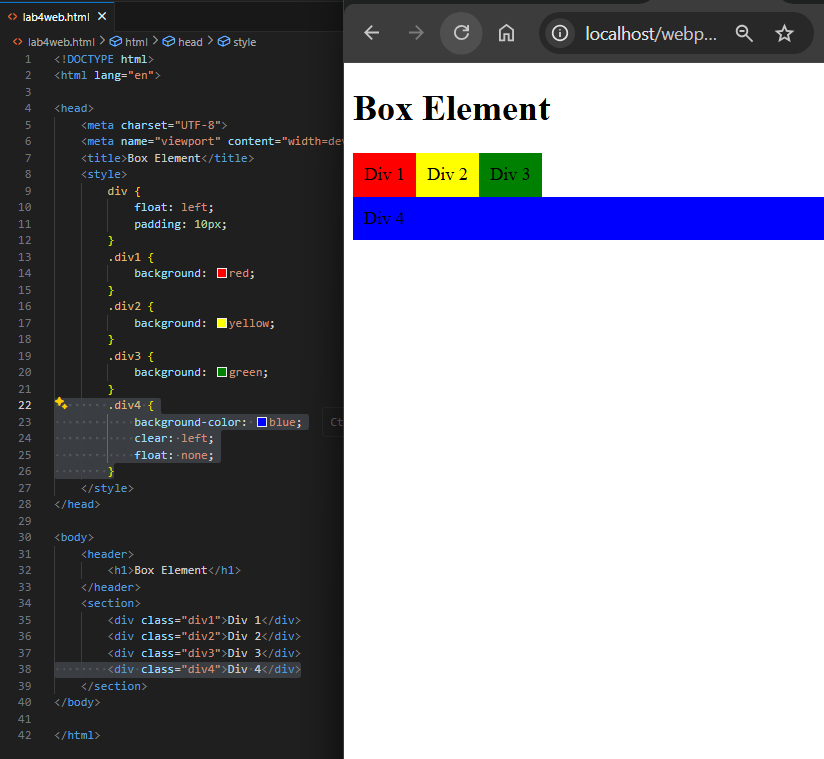 lab4web.html ×
lab4web.html > html > head > style
1 <!DOCTYPE html>
2 <html lang="en">
3
4 <head>
5 <meta charset="UTF-8">
6 <meta name="viewport" content="width=dev
7 <title>Box Element</title>
8 <style>
9 div {
10 float: left;
11 padding: 10px;
12 }
13 .div1 {
14 background: red;
15 }
16 .div2 {
17 background: yellow;
18 }
19 .div3 {
20 background: green;
21 }
22 .div4 {
23 background-color: blue; Ct
24 clear: left;
25 float: none;
26 }
27 </style>
28 </head>
29
30 <body>
31 <header>
32 <h1>Box Element</h1>
33 </header>
34 <section>
35 <div class="div1">Div 1</div>
36 <div class="div2">Div 2</div>
37 <div class="div3">Div 3</div>
38 <div class="div4">Div 4</div>
39 </section>
40 </body>
41
42 </html>
localhost/webp...
Box Element
Div 1 Div 2 Div 3
Div 4